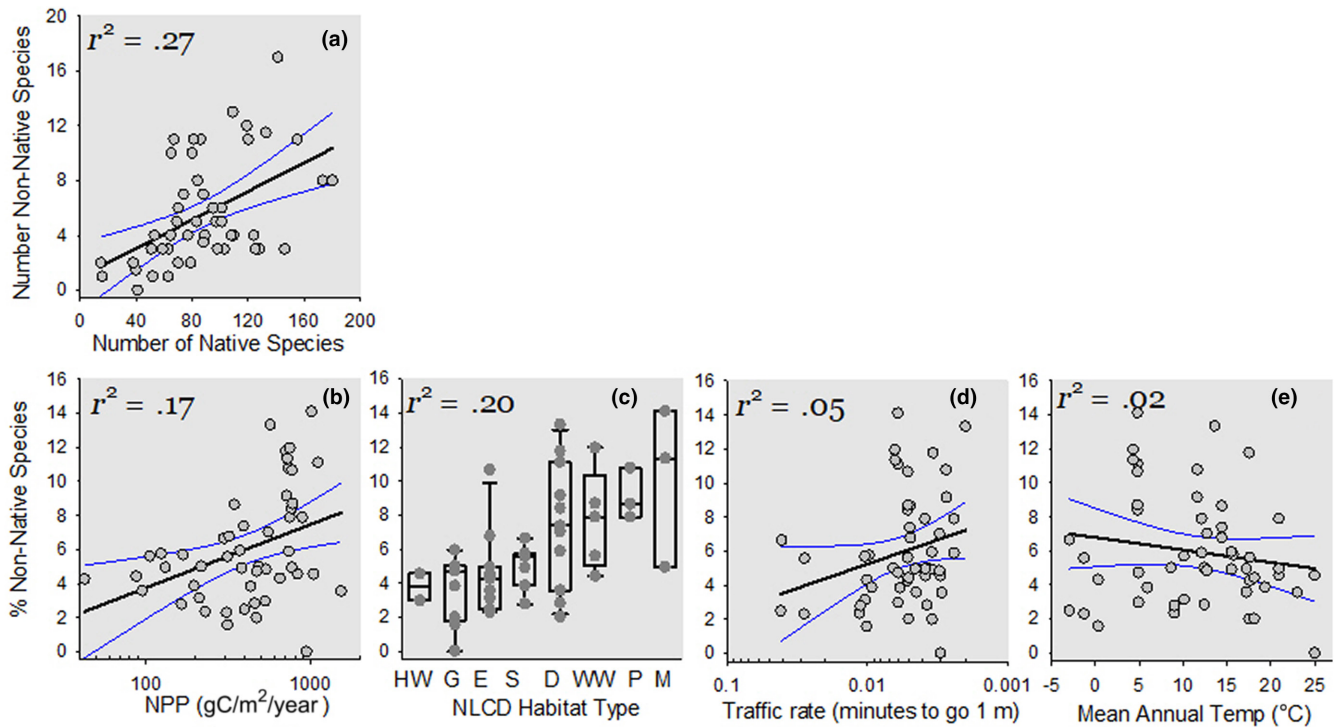 r² = .27
(a)
Number Non-Native Species
20
16
12
8
4
0
0 40 80 120 160 200
Number of Native Species
r² = .17
(b)
% Non-Native Species
16
14
12
10
8
6
4
2
0
100 1000
NPP (gC/m²/year)
r² = .20
(c)
16
14
12
10
8
6
4
2
0
HW G E S D WW P M
NLCD Habitat Type
r² = .05
(d)
16
14
12
10
8
6
4
2
0
0.1 0.01 0.001
Traffic rate (minutes to go 1 m)
r² = .02
(e)
16
14
12
10
8
6
4
2
0
-5 0 5 10 15 20 25
Mean Annual Temp (°C)